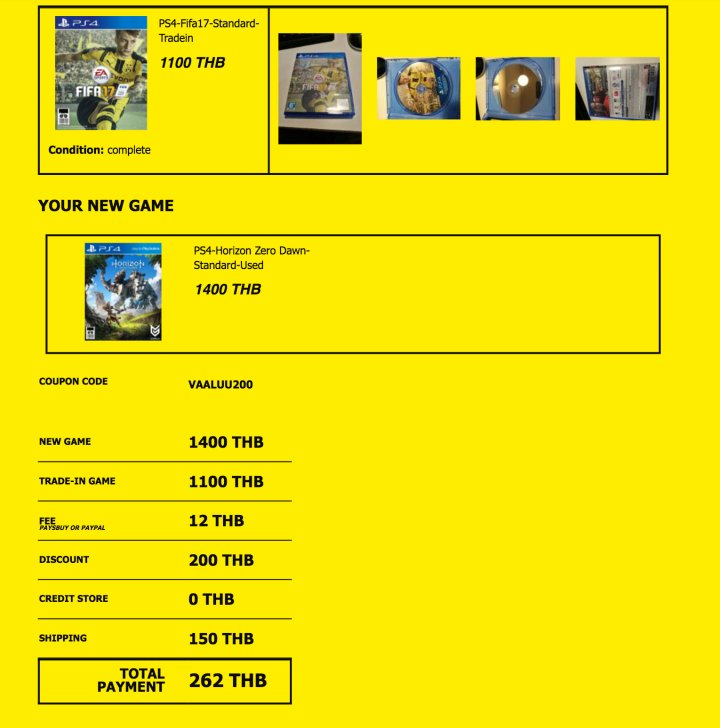 PS4
EA
SPORTS
FIFA 17
PS4-Fifa17-Standard-
Tradein
1100 THB
Condition: complete
YOUR NEW GAME
PS4
HORIZON
PS4-Horizon Zero Dawn-
Standard-Used
1400 THB
COUPON CODE
VAALUU200
NEW GAME
1400 THB
TRADE-IN GAME
1100 THB
FEE
PAYSBUY OR PAYPAL
12 THB
DISCOUNT
200 THB
CREDIT STORE
0 THB
SHIPPING
150 THB
TOTAL
PAYMENT
262 THB